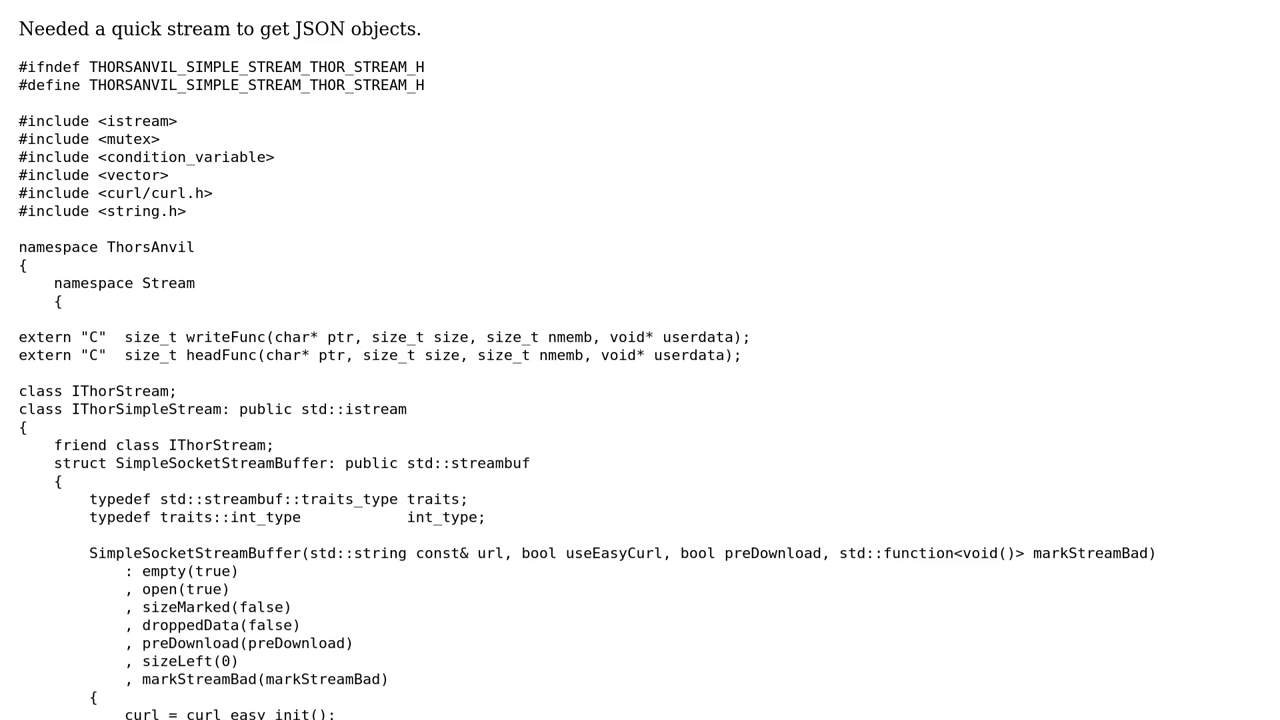 Needed a quick stream to get JSON objects.
#ifndef THORSANVIL_SIMPLE_STREAM_THOR_STREAM_H
#define THORSANVIL_SIMPLE_STREAM_THOR_STREAM_H
#include <istream>
#include <mutex>
#include <condition_variable>
#include <vector>
#include <curl/curl.h>
#include <string.h>
namespace ThorsAnvil
{
    namespace Stream
    {
extern "C"  size_t writeFunc(char* ptr, size_t size, size_t nmemb, void* userdata);
extern "C"  size_t headFunc(char* ptr, size_t size, size_t nmemb, void* userdata);
class IThorStream;
class IThorSimpleStream: public std::istream
{
    friend class IThorStream;
    struct SimpleSocketStreamBuffer: public std::streambuf
    {
        typedef std::streambuf::traits_type traits;
        typedef traits::int_type            int_type;
        SimpleSocketStreamBuffer(std::string const& url, bool useEasyCurl, bool preDownload, std::function<void()> markStreamBad)
            : empty(true)
            , open(true)
            , sizeMarked(false)
            , droppedData(false)
            , preDownload(preDownload)
            , sizeLeft(0)
            , markStreamBad(markStreamBad)
        {
            curl = curl_easy_init();